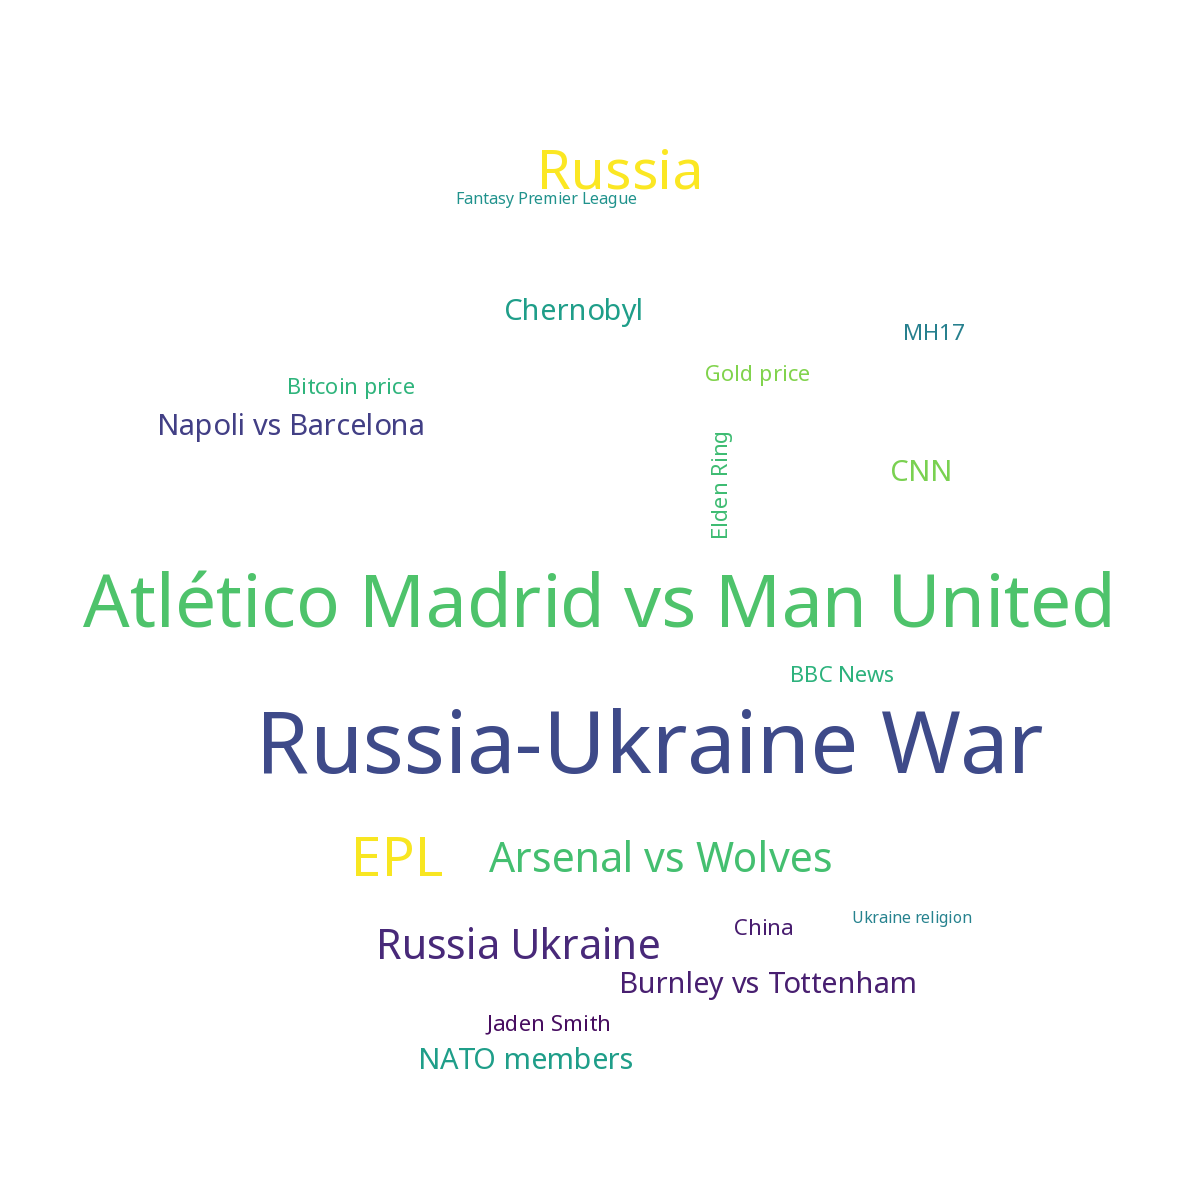 Russia
Fantasy Premier League
Chernobyl
MH17
Gold price
Bitcoin price
Napoli vs Barcelona
Elden Ring
CNN
Atlético Madrid vs Man United
BBC News
Russia-Ukraine War
EPL
Arsenal vs Wolves
China
Ukraine religion
Russia Ukraine
Burnley vs Tottenham
Jaden Smith
NATO members